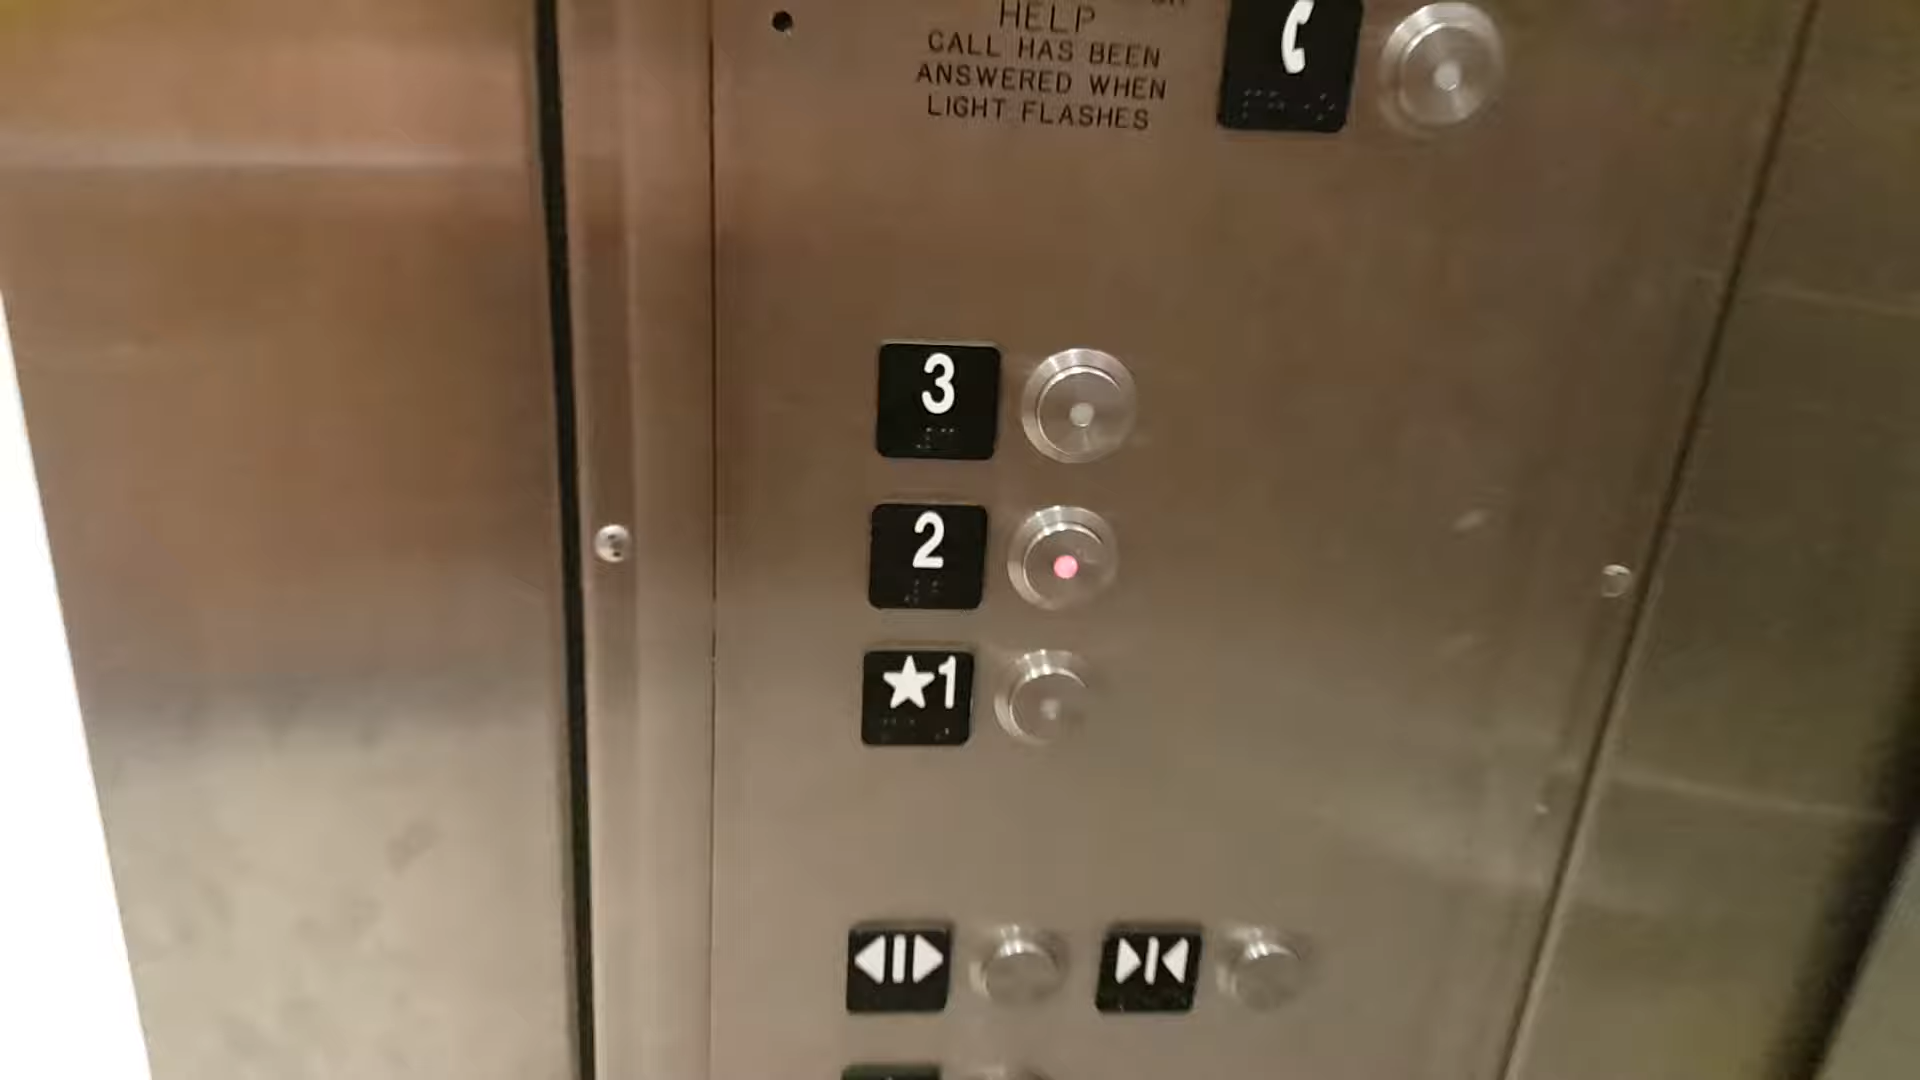 HELP
CALL HAS BEEN
ANSWERED WHEN
LIGHT FLASHES
3
2
★1